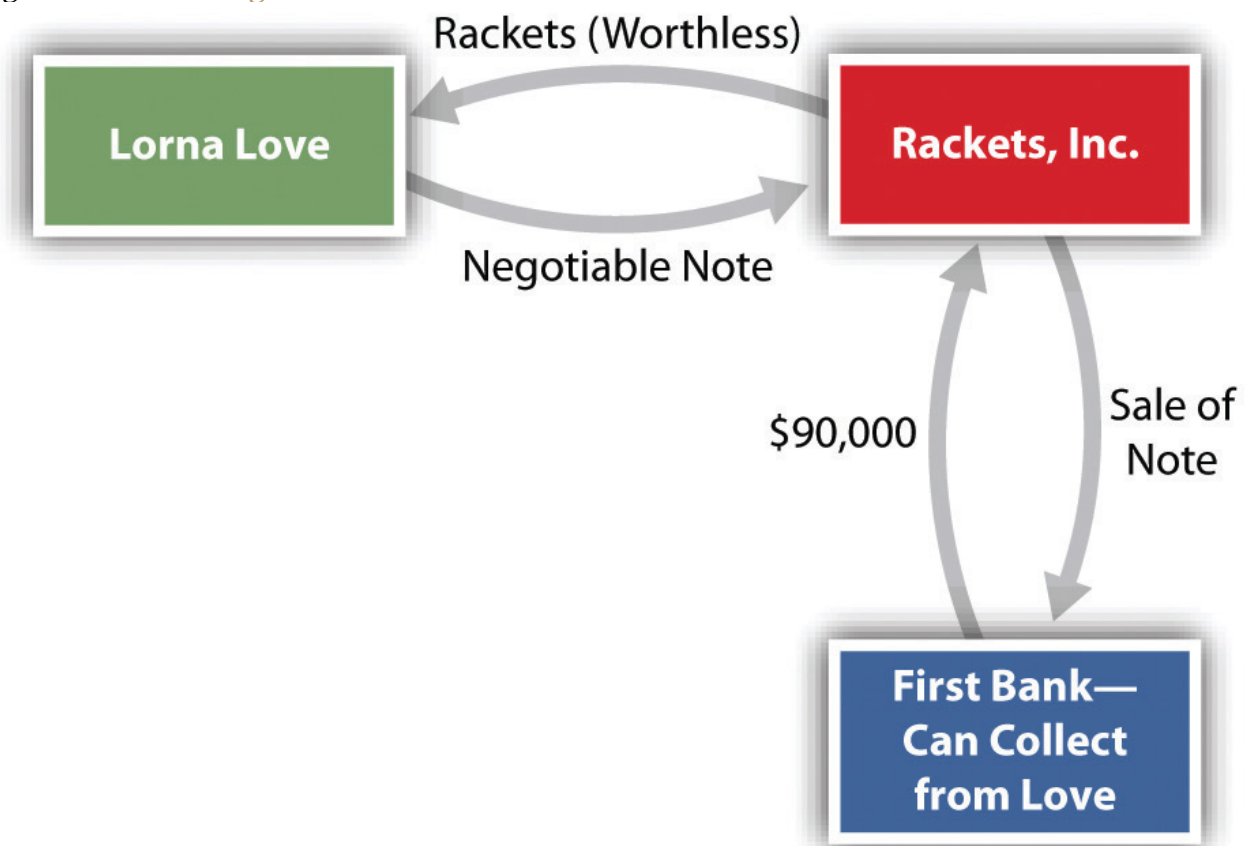 Rackets (Worthless)
Lorna Love
Rackets, Inc.
Negotiable Note
$90,000
Sale of
Note
First Bank—
Can Collect
from Love